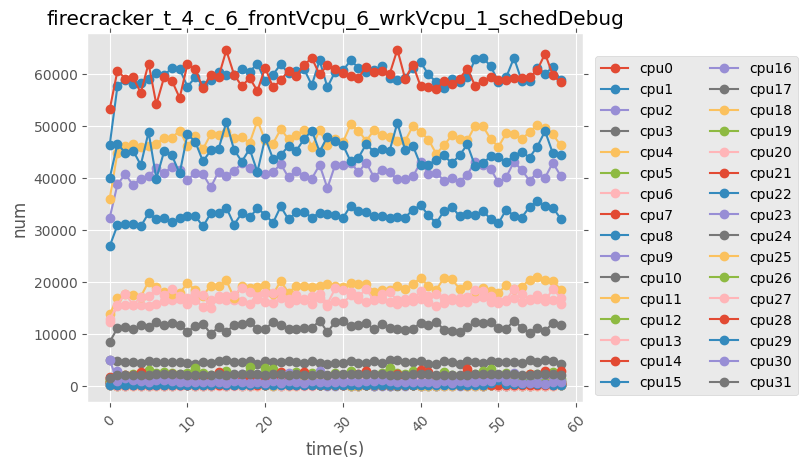 firecracker_t_4_c_6_frontVcpu_6_wrkVcpu_1_schedDebug
60000
50000
40000
30000
20000
10000
0
num
0
10
20
30
40
50
60
time(s)
cpu0
cpu1
cpu2
cpu3
cpu4
cpu5
cpu6
cpu7
cpu8
cpu9
cpu10
cpu11
cpu12
cpu13
cpu14
cpu15
cpu16
cpu17
cpu18
cpu19
cpu20
cpu21
cpu22
cpu23
cpu24
cpu25
cpu26
cpu27
cpu28
cpu29
cpu30
cpu31